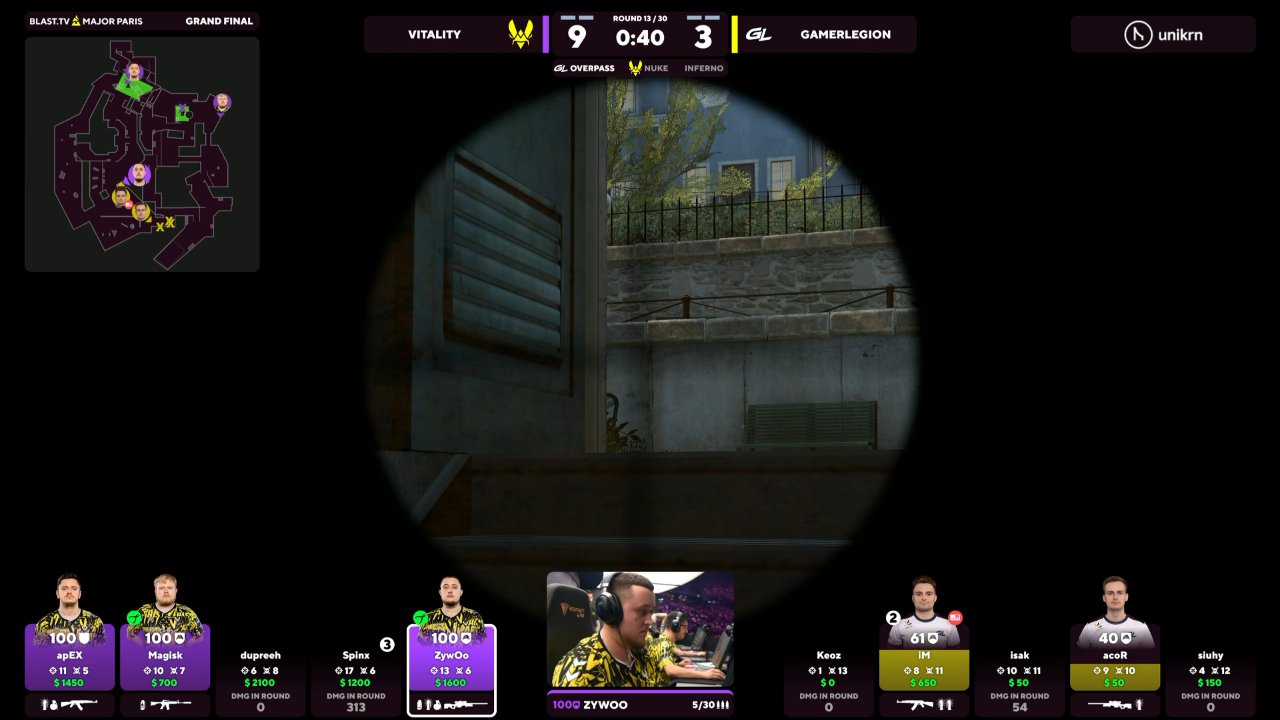 BLAST.TV MAJOR PARIS GRAND FINAL
VITALITY 9 ROUND 13 / 30 0:40 3 GL GAMERLEGION
unikrn
GL OVERPASS NUKE INFERNO
100 apEX 11 5 $1450
100 Magisk 10 7 $700
dupreeh 6 8 $2100 DMG IN ROUND 0
3 Spinx 17 6 $1200 DMG IN ROUND 313
100 ZywOo 13 6 $1600
100 ZYWOO 5/30
Keoz 1 13 $0 DMG IN ROUND 0
2 61 iM 8 11 $650
isak 10 11 $50 DMG IN ROUND 54
40 acoR 9 10 $50
siuhy 4 12 $150 DMG IN ROUND 0